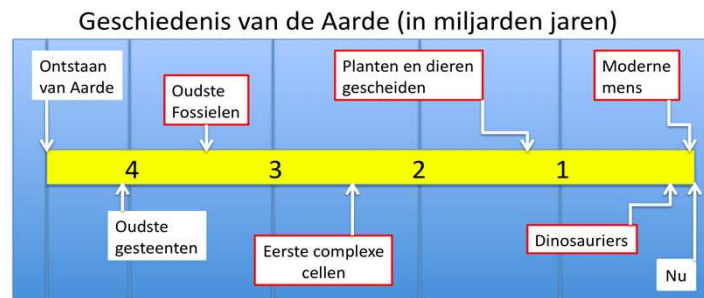 Geschiedenis van de Aarde (in miljarden jaren)
Ontstaan
van Aarde
Oudste
Fossielen
Planten en dieren
gescheiden
Moderne
mens
4 3 2 1
Oudste
gesteenten
Eerste complexe
cellen
Dinosauriers
Nu